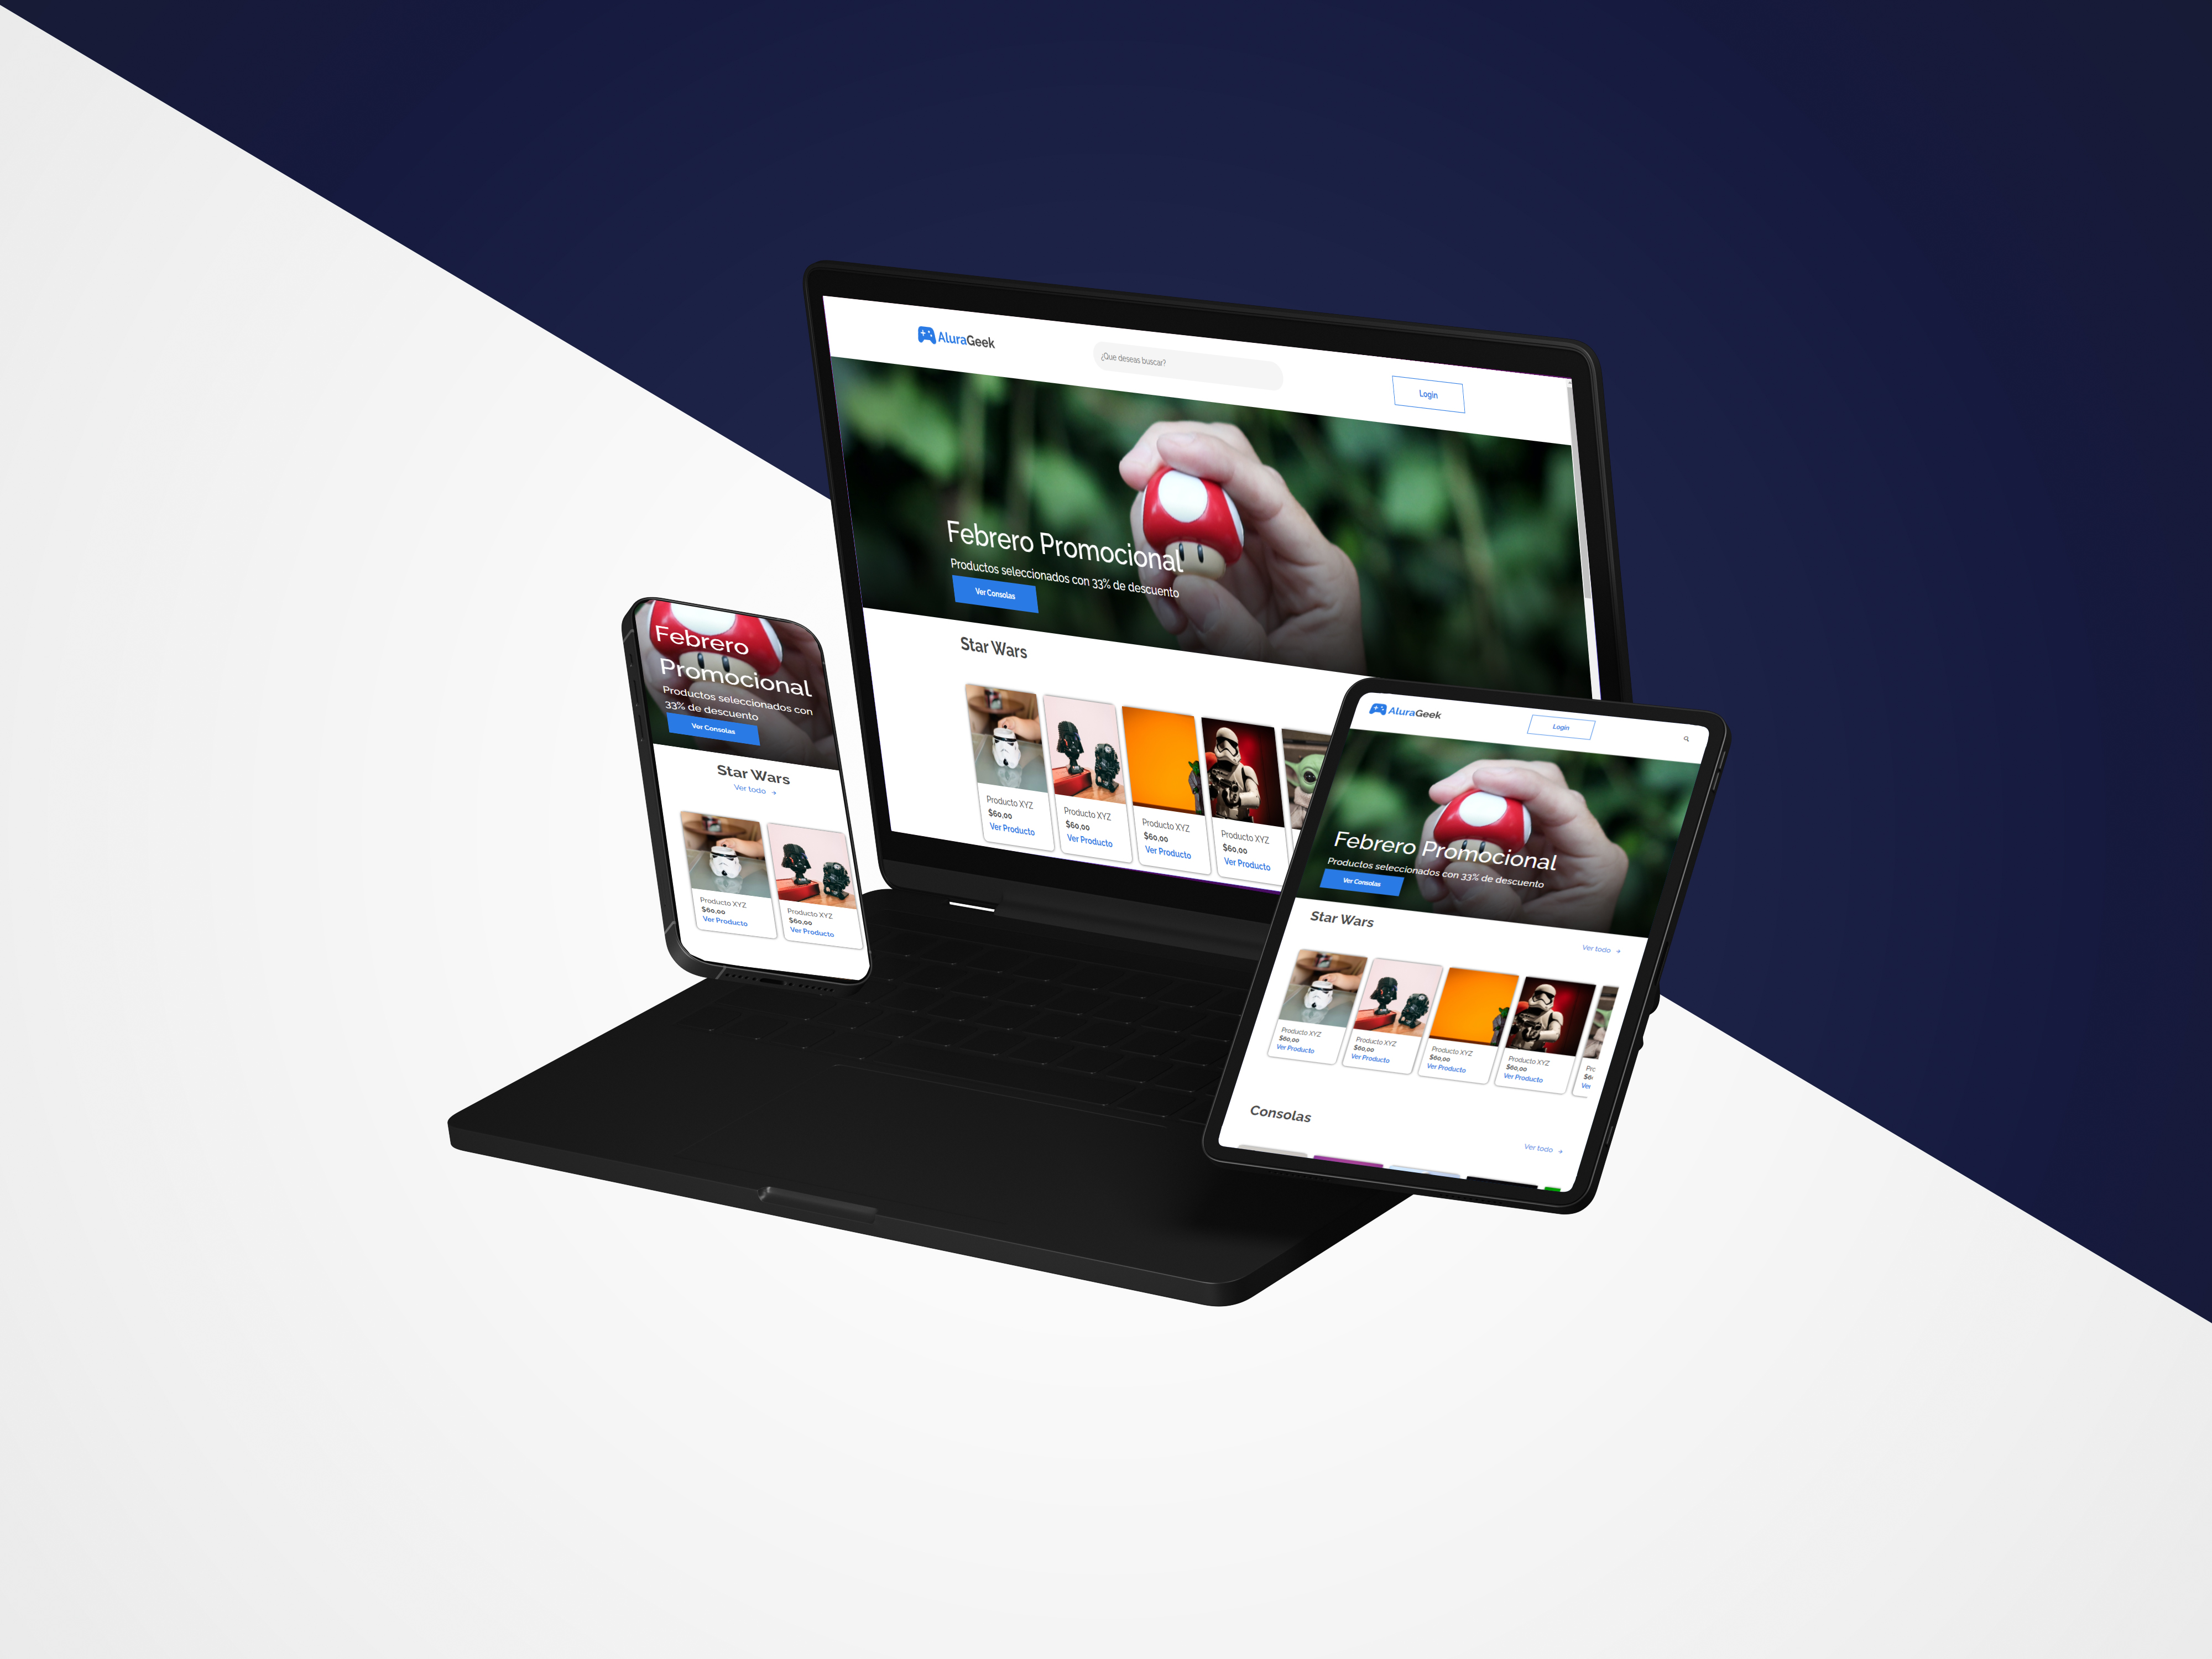 AluraGeek
¿Que deseas buscar?
Login
Febrero Promocional
Productos seleccionados con 33% de descuento
Ver Consolas
Star Wars
Producto XYZ
$60,00
Ver Producto
Producto XYZ
$60,00
Ver Producto
Producto XYZ
$60,00
Ver Producto
Producto XYZ
$60,00
Ver Producto
Febrero
Promocional
Productos seleccionados con
33% de descuento
Ver Consolas
Star Wars
Ver todo
Producto XYZ
$60,00
Ver Producto
Producto XYZ
$60,00
Ver Producto
AluraGeek
Login
Febrero Promocional
Productos seleccionados con 33% de descuento
Ver Consolas
Star Wars
Ver todo
Producto XYZ
$60,00
Ver Producto
Producto XYZ
$60,00
Ver Producto
Producto XYZ
$60,00
Ver Producto
Producto XYZ
$60,00
Ver Producto
Ver
Consolas
Ver todo